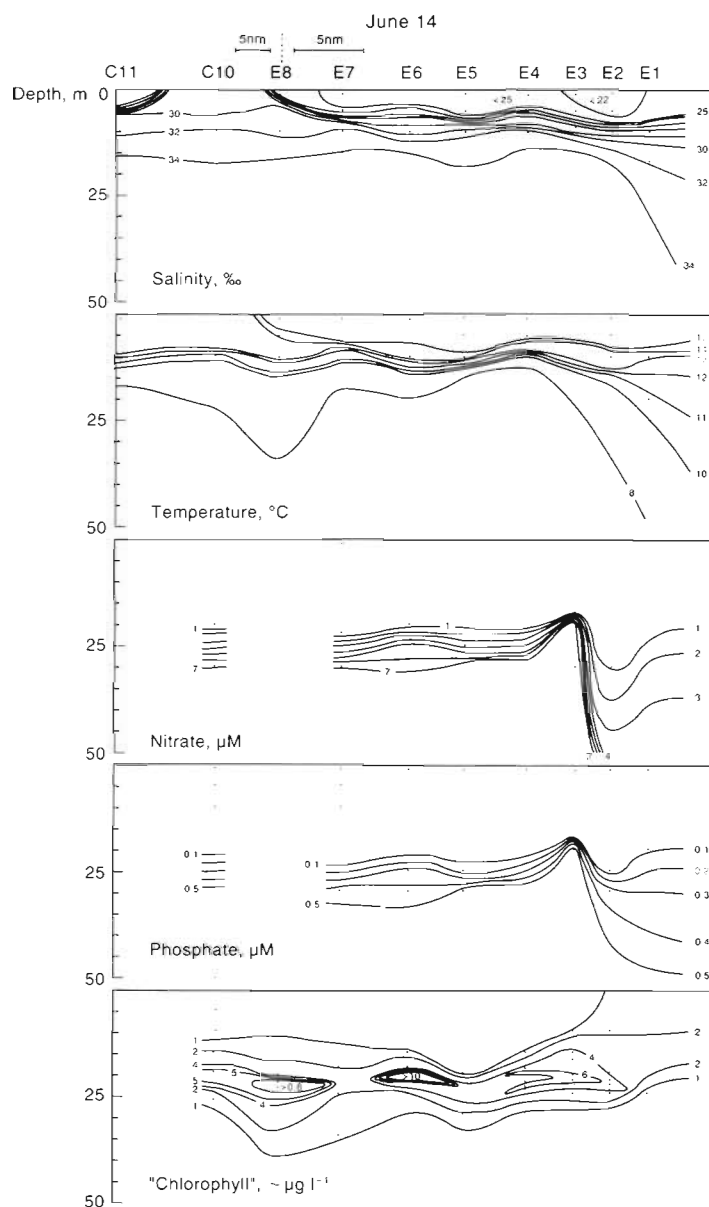 June 14
5nm 5nm
C11 C10 E8 E7 E6 E5 E4 E3 E2 E1
Depth, m 0
<25 <22 25
30
32 30
34 32
25
34
Salinity, ‰
50
12
25
11
10
8
Temperature, °C
50
1 1 1
25 2
7 7 3
Nitrate, µM
50 7 4
0.1 0.1 0.1
25
0.3
0.5 0.5
0.4
Phosphate, µM
50 0.5
1 2
2 4
4 5 6
5 2
2 4 1
25
1
"Chlorophyll", ~ µg l⁻¹
50